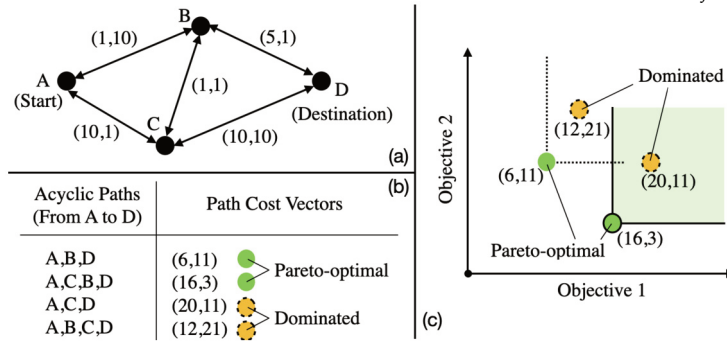 B
(1,10)
(5,1)
A
(Start)
(1,1)
D
(Destination)
C
(10,1)
(10,10)
(a)
(b)
Acyclic Paths
(From A to D)
Path Cost Vectors
A,B,D
(6,11)
A,C,B,D
(16,3)
Pareto-optimal
A,C,D
(20,11)
A,B,C,D
(12,21)
Dominated
Objective 2
Dominated
(12,21)
(6,11)
(20,11)
Pareto-optimal
(16,3)
Objective 1
(c)